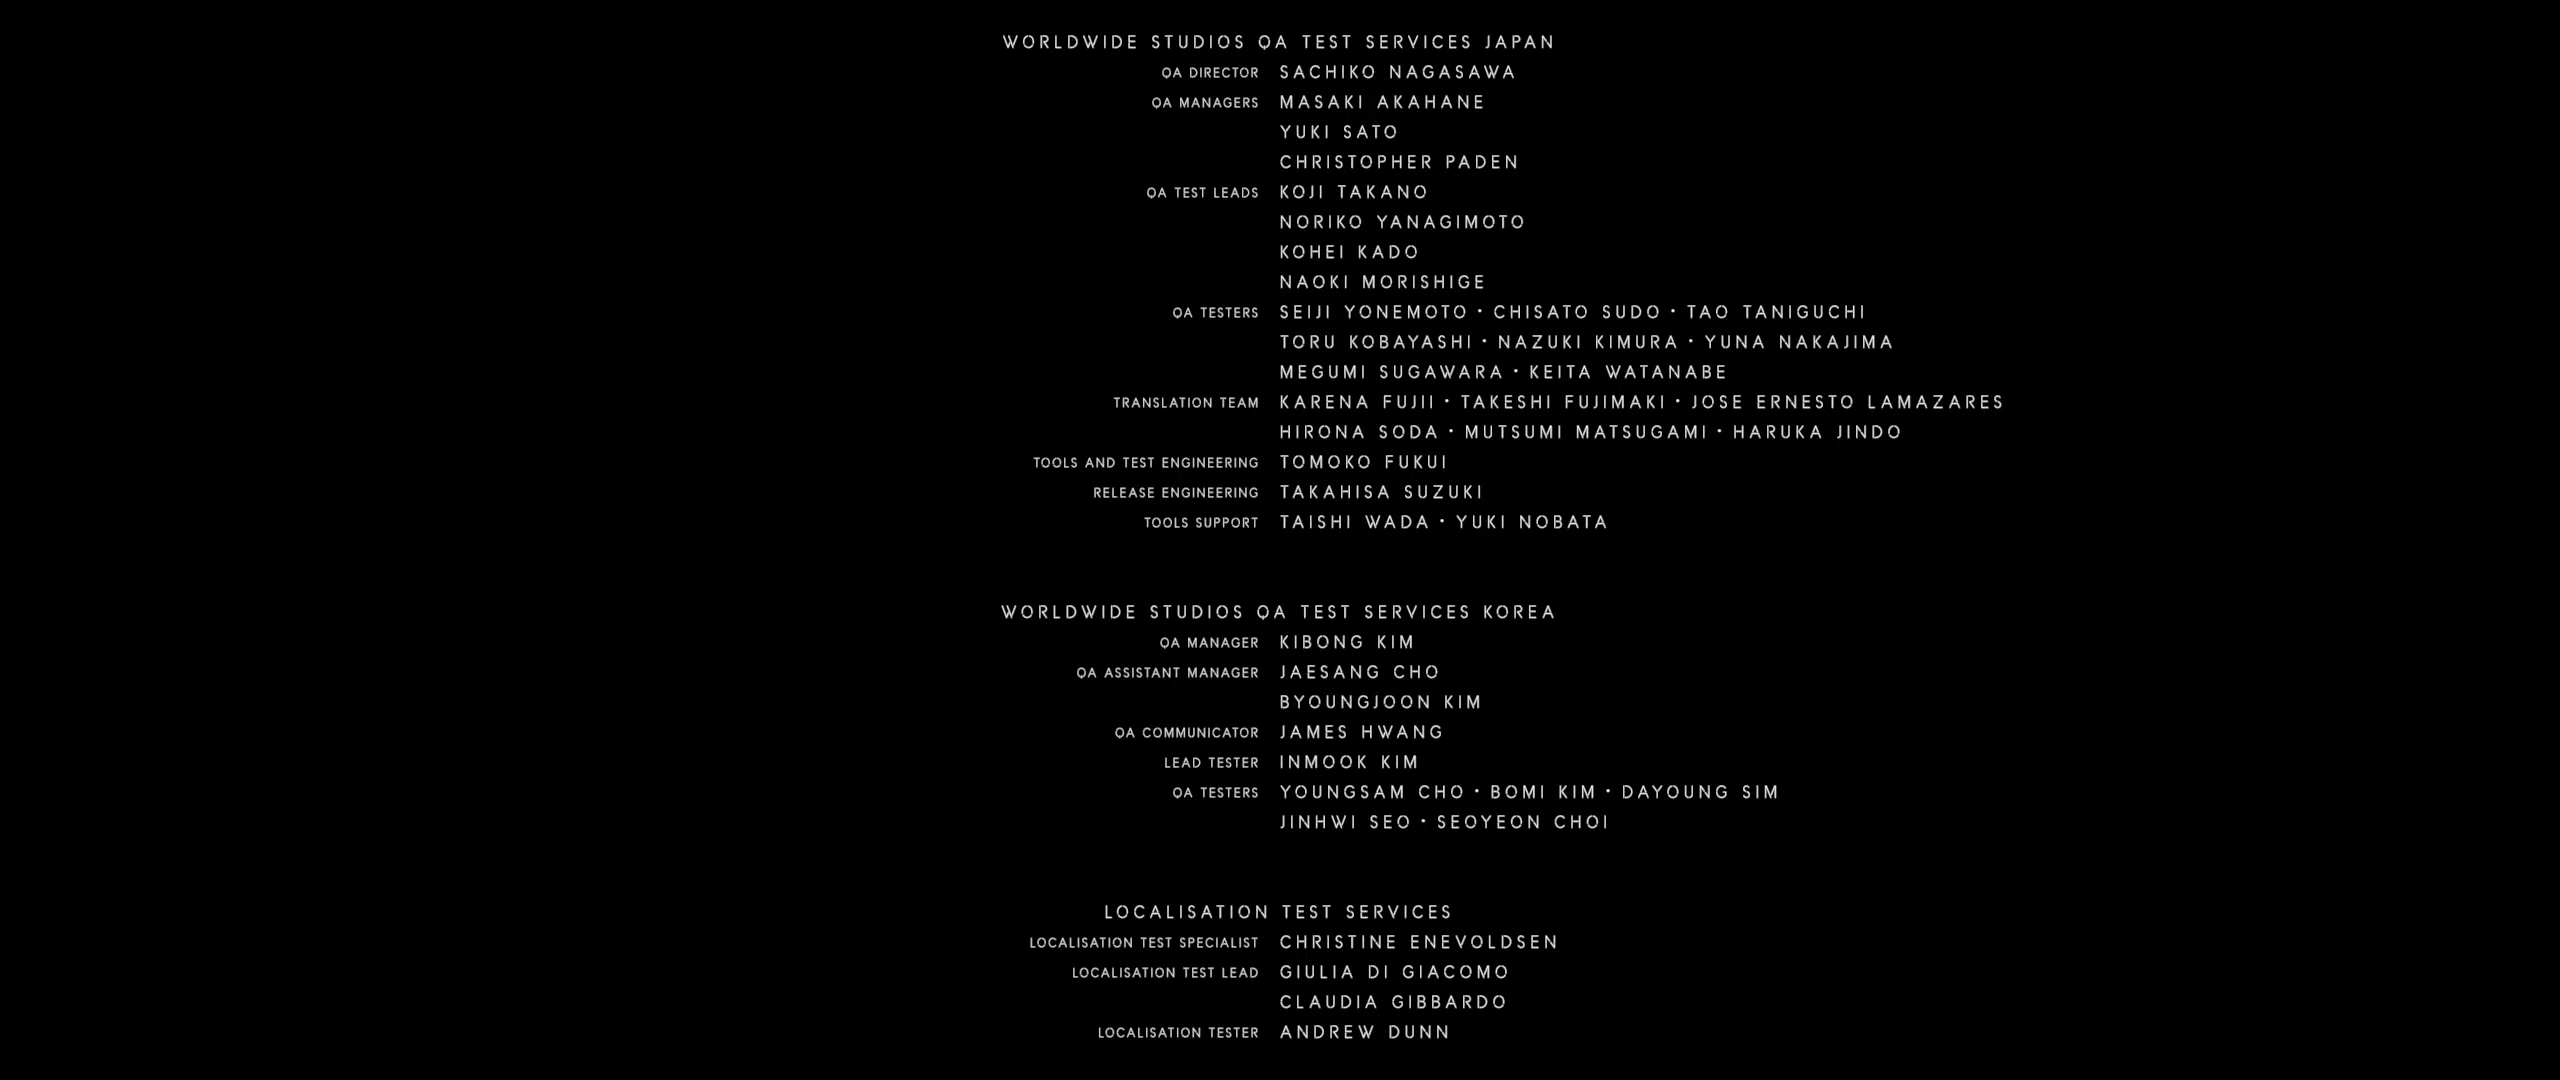 WORLDWIDE STUDIOS QA TEST SERVICES JAPAN
QA DIRECTOR SACHIKO NAGASAWA
QA MANAGERS MASAKI AKAHANE
YUKI SATO
CHRISTOPHER PADEN
QA TEST LEADS KOJI TAKANO
NORIKO YANAGIMOTO
KOHEI KADO
NAOKI MORISHIGE
QA TESTERS SEIJI YONEMOTO • CHISATO SUDO • TAO TANIGUCHI
TORU KOBAYASHI • NAZUKI KIMURA • YUNA NAKAJIMA
MEGUMI SUGAWARA • KEITA WATANABE
TRANSLATION TEAM KARENA FUJII • TAKESHI FUJIMAKI • JOSE ERNESTO LAMAZARES
HIRONA SODA • MUTSUMI MATSUGAMI • HARUKA JINDO
TOOLS AND TEST ENGINEERING TOMOKO FUKUI
RELEASE ENGINEERING TAKAHISA SUZUKI
TOOLS SUPPORT TAISHI WADA • YUKI NOBATA
WORLDWIDE STUDIOS QA TEST SERVICES KOREA
QA MANAGER KIBONG KIM
QA ASSISTANT MANAGER JAESANG CHO
BYOUNGJOON KIM
QA COMMUNICATOR JAMES HWANG
LEAD TESTER INMOOK KIM
QA TESTERS YOUNGSAM CHO • BOMI KIM • DAYOUNG SIM
JINHWI SEO • SEOYEON CHOI
LOCALISATION TEST SERVICES
LOCALISATION TEST SPECIALIST CHRISTINE ENEVOLDSEN
LOCALISATION TEST LEAD GIULIA DI GIACOMO
CLAUDIA GIBBARDO
LOCALISATION TESTER ANDREW DUNN